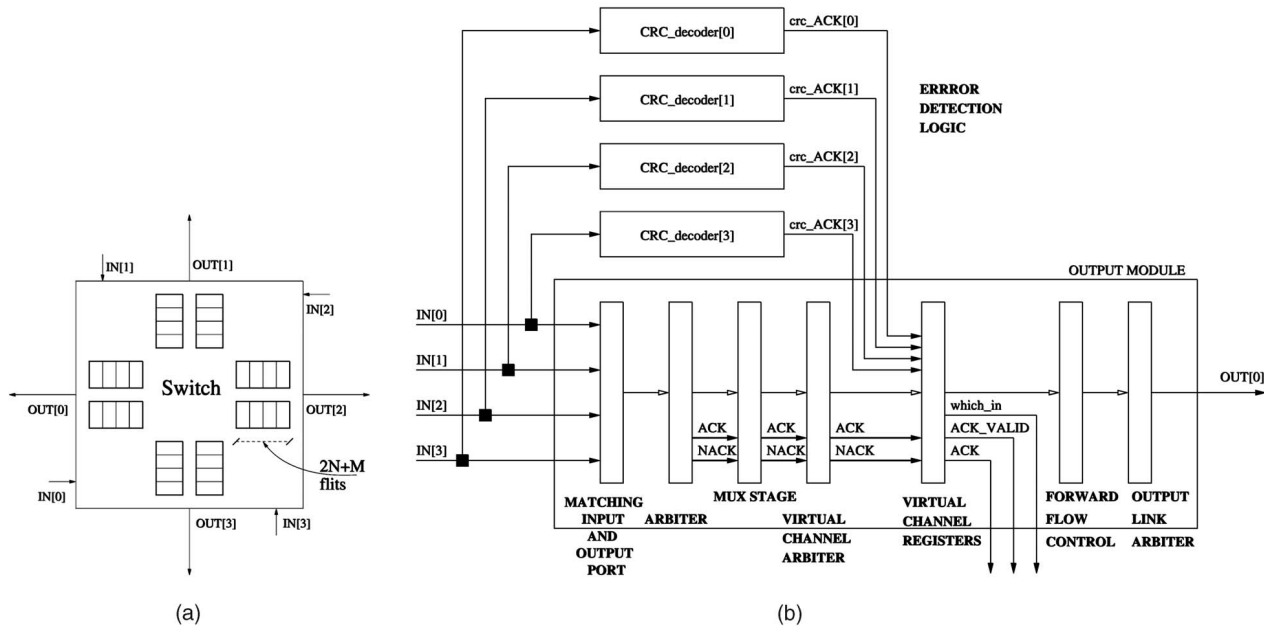 IN[1]
OUT[1]
IN[2]
Switch
OUT[0]
OUT[2]
2N+M
flits
IN[0]
OUT[3]
IN[3]
(a)
CRC_decoder[0]
crc_ACK[0]
CRC_decoder[1]
crc_ACK[1]
CRC_decoder[2]
crc_ACK[2]
CRC_decoder[3]
crc_ACK[3]
ERRROR
DETECTION
LOGIC
OUTPUT MODULE
IN[0]
IN[1]
IN[2]
IN[3]
ACK
NACK
ACK
NACK
ACK
NACK
which_in
ACK_VALID
ACK
OUT[0]
MATCHING
INPUT
AND
OUTPUT
PORT
ARBITER
MUX STAGE
VIRTUAL
CHANNEL
ARBITER
VIRTUAL
CHANNEL
REGISTERS
FORWARD
FLOW
CONTROL
OUTPUT
LINK
ARBITER
(b)